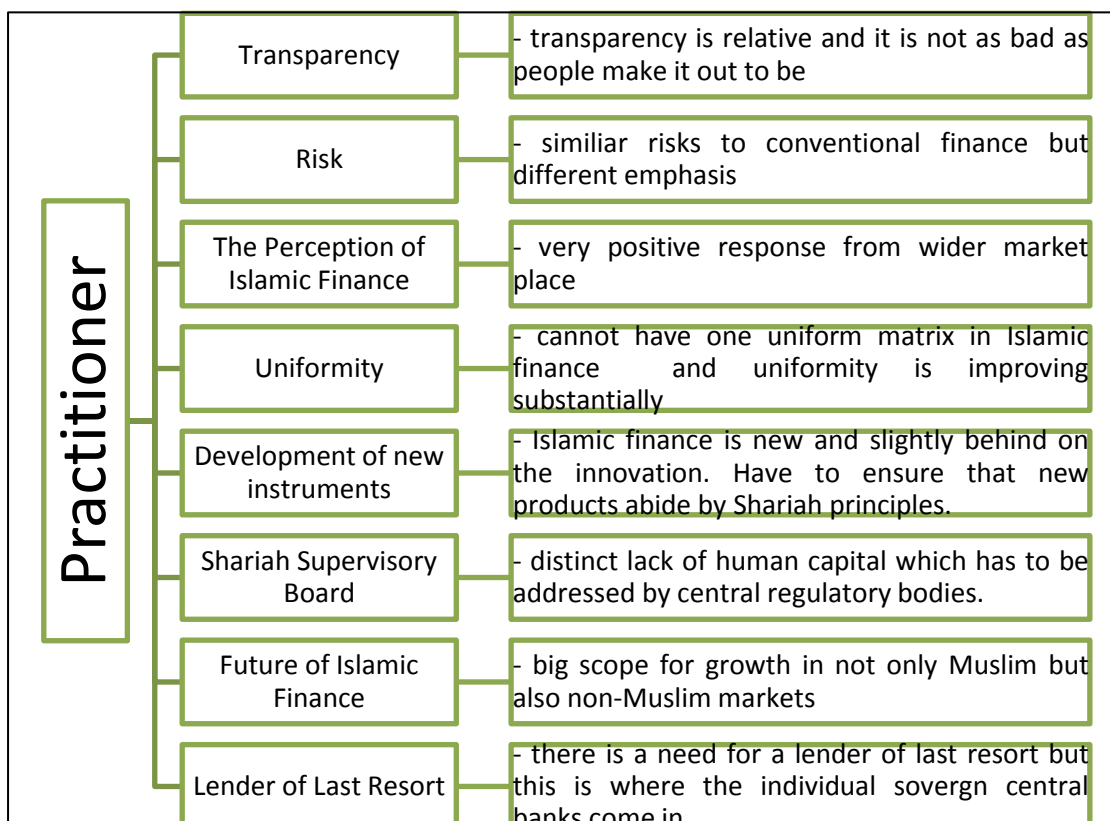 Practitioner
Transparency
- transparency is relative and it is not as bad as
people make it out to be
Risk
- similiar risks to conventional finance but
different emphasis
The Perception of
Islamic Finance
- very positive response from wider market
place
Uniformity
- cannot have one uniform matrix in Islamic
finance and uniformity is improving
substantially
Development of new
instruments
- Islamic finance is new and slightly behind on
the innovation. Have to ensure that new
products abide by Shariah principles.
Shariah Supervisory
Board
- distinct lack of human capital which has to be
addressed by central regulatory bodies.
Future of Islamic
Finance
- big scope for growth in not only Muslim but
also non-Muslim markets
Lender of Last Resort
- there is a need for a lender of last resort but
this is where the individual sovergn central
banks come in